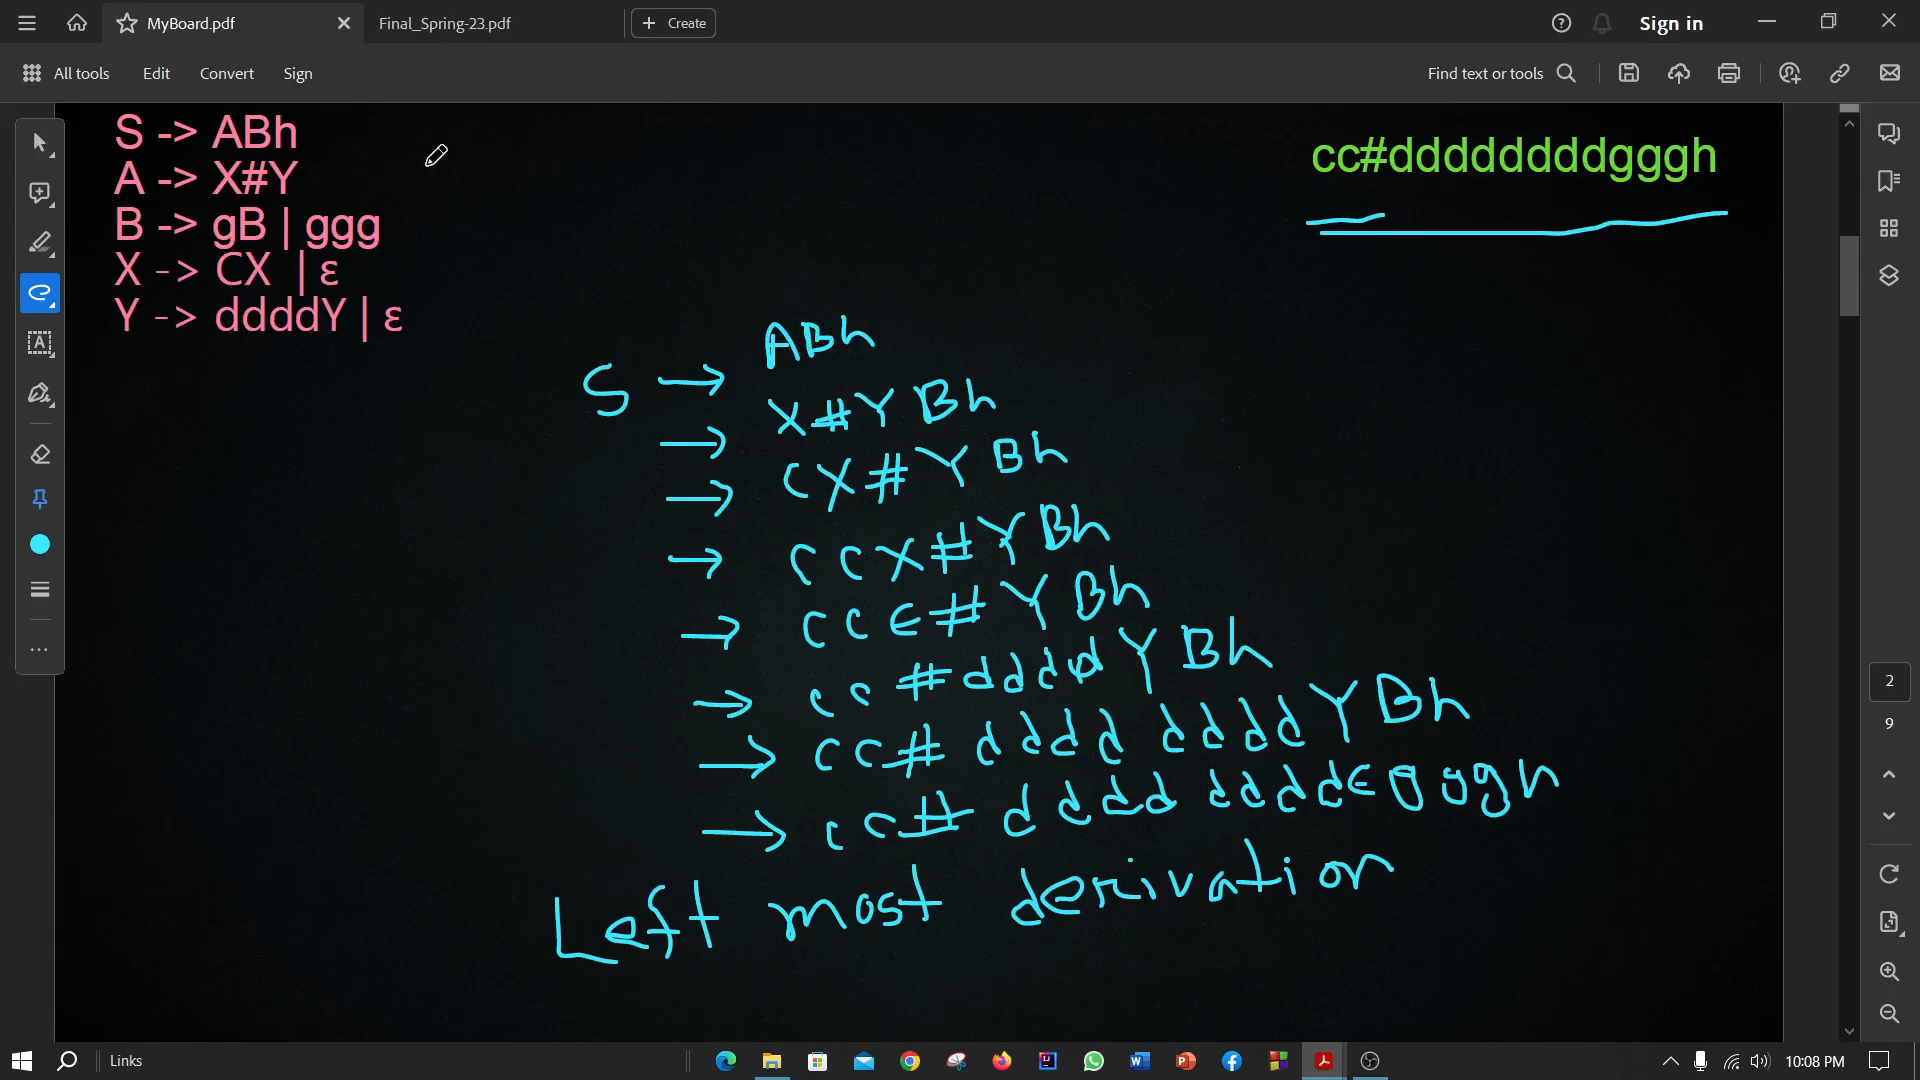 MyBoard.pdf
Final_Spring-23.pdf
Create
Sign in
All tools
Edit
Convert
Sign
Find text or tools
S -> ABh
A -> X#Y
B -> gB | ggg
X -> CX | ε
Y -> ddddY | ε
cc#ddddddddgggh
S → ABh
→ X#YBh
→ CX#YBh
→ CCX#YBh
→ CCϵ#YBh
→ cc#ddddYBh
→ cc#ddddddddYBh
→ cc#ddddddddϵgggh
Left most derivation
2
9
Links
10:08 PM